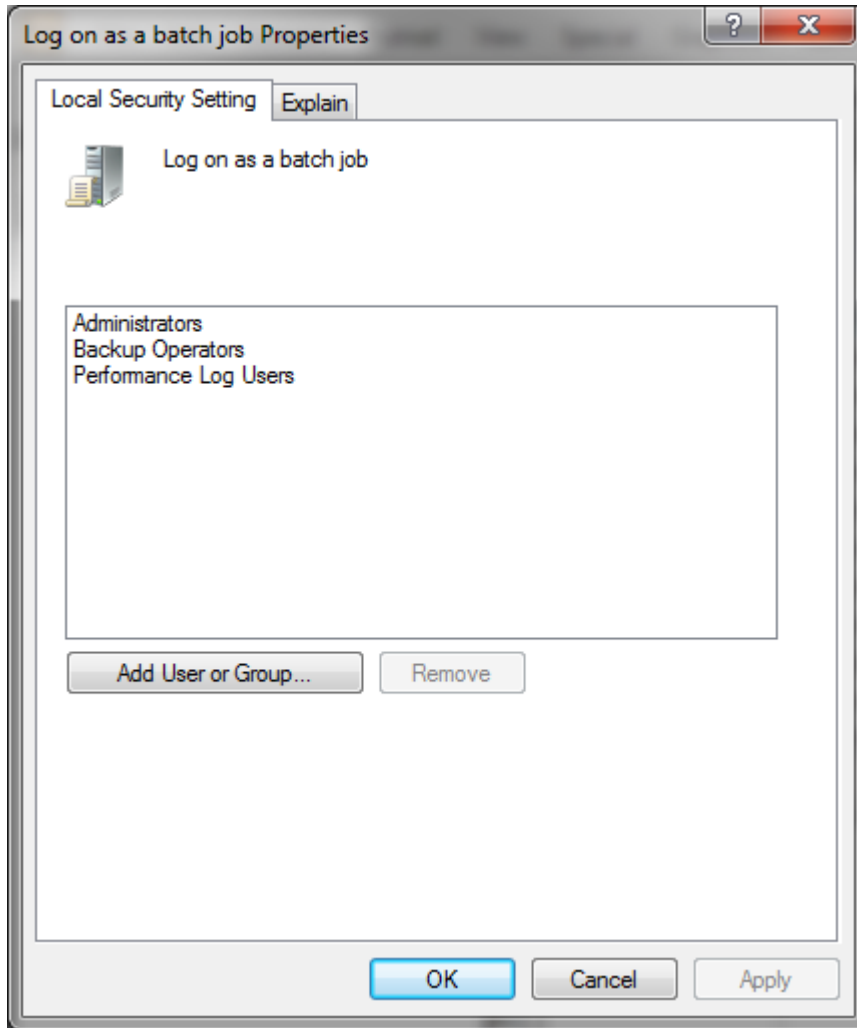 Log on as a batch job Properties
?
X
Local Security Setting
Explain
Log on as a batch job
Administrators
Backup Operators
Performance Log Users
Add User or Group...
Remove
OK
Cancel
Apply